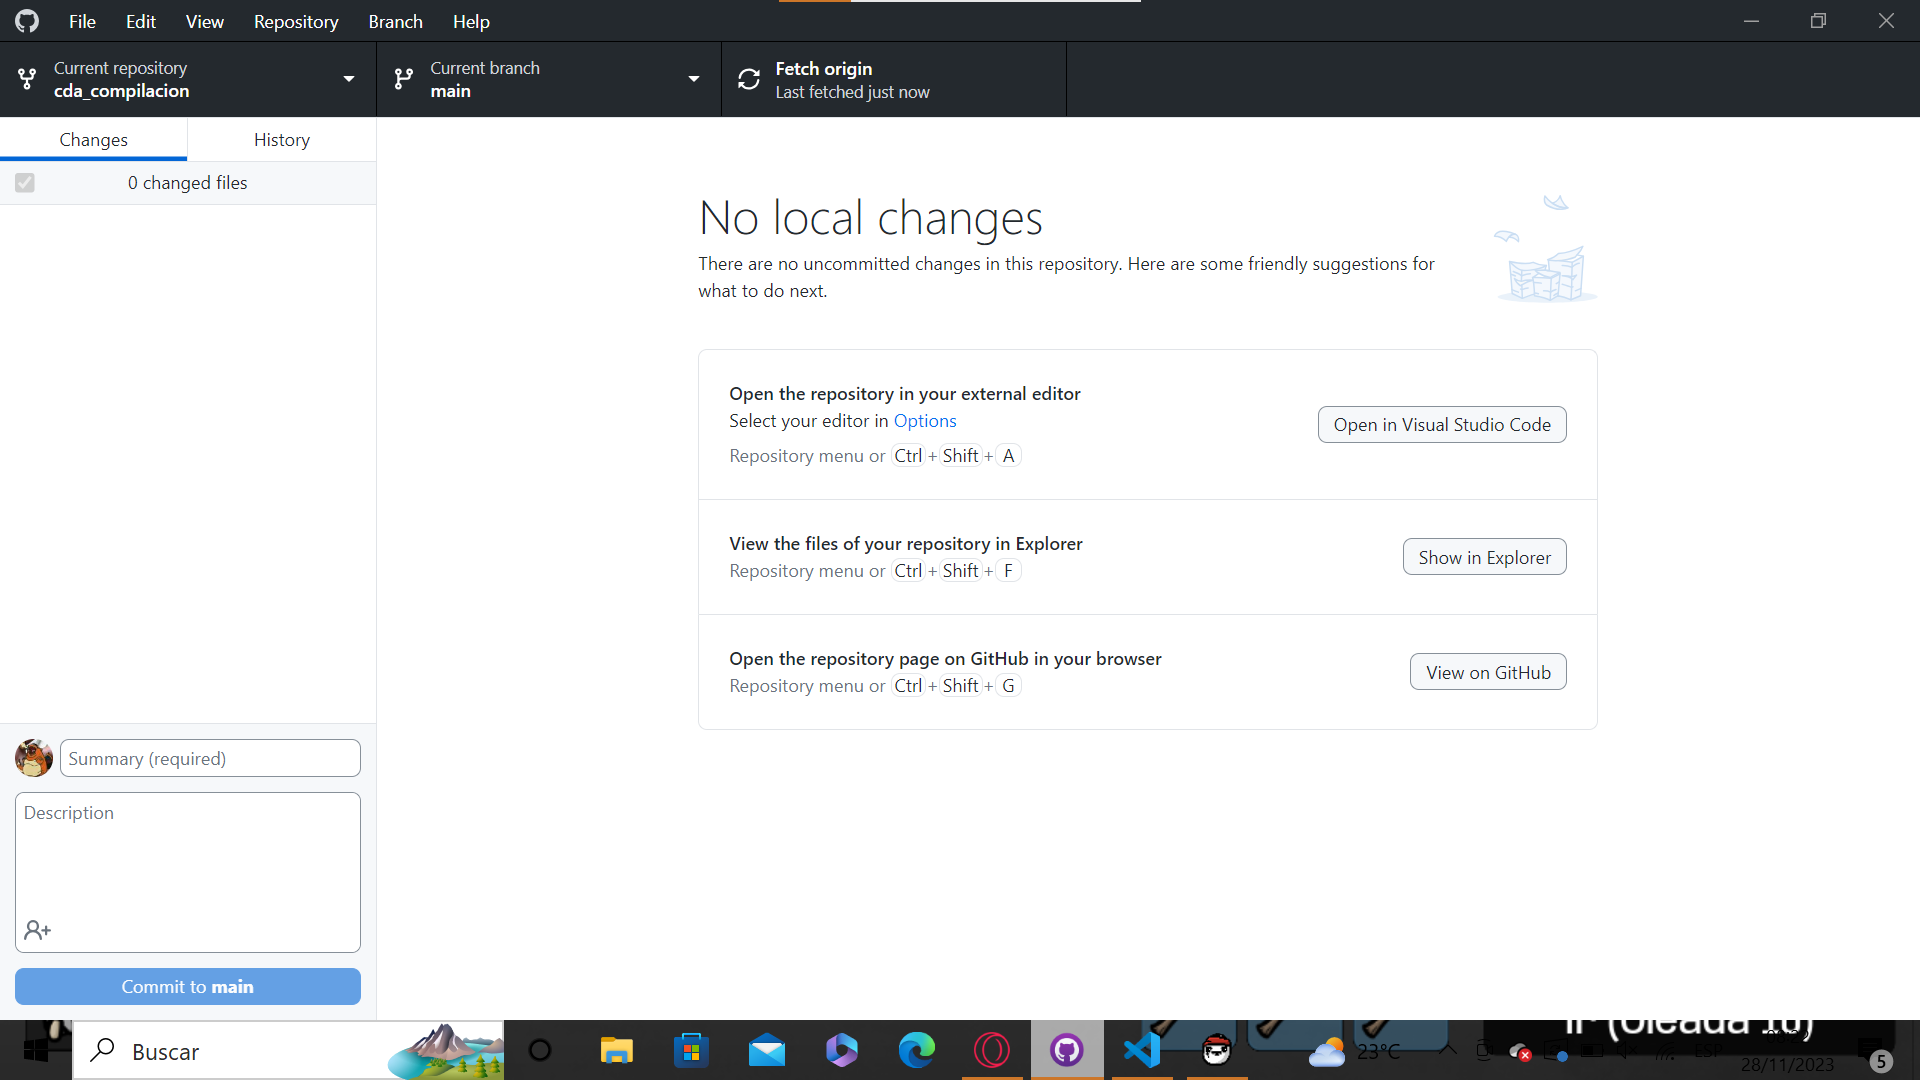 File Edit View Repository Branch Help
Current repository
cda_compilacion
Current branch
main
Fetch origin
Last fetched just now
Changes History
0 changed files
No local changes
There are no uncommitted changes in this repository. Here are some friendly suggestions for
what to do next.
Open the repository in your external editor
Select your editor in Options
Repository menu or Ctrl + Shift + A
Open in Visual Studio Code
View the files of your repository in Explorer
Repository menu or Ctrl + Shift + F
Show in Explorer
Open the repository page on GitHub in your browser
Repository menu or Ctrl + Shift + G
View on GitHub
Summary (required)
Description
Commit to main
Buscar
23°C
ESP
28/11/2023
5